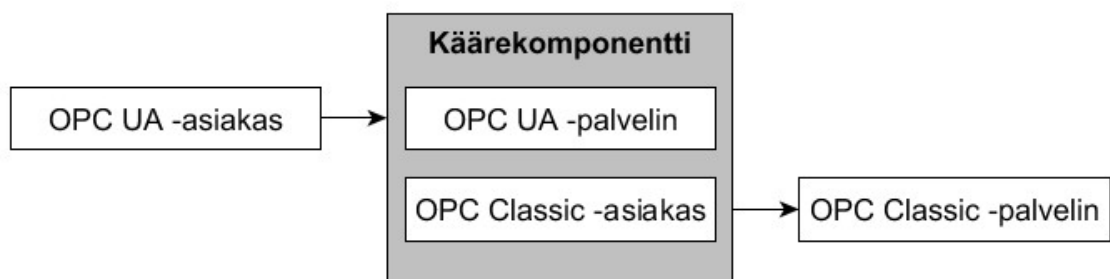 Käärekomponentti
OPC UA -asiakas
OPC UA -palvelin
OPC Classic -asiakas
OPC Classic -palvelin